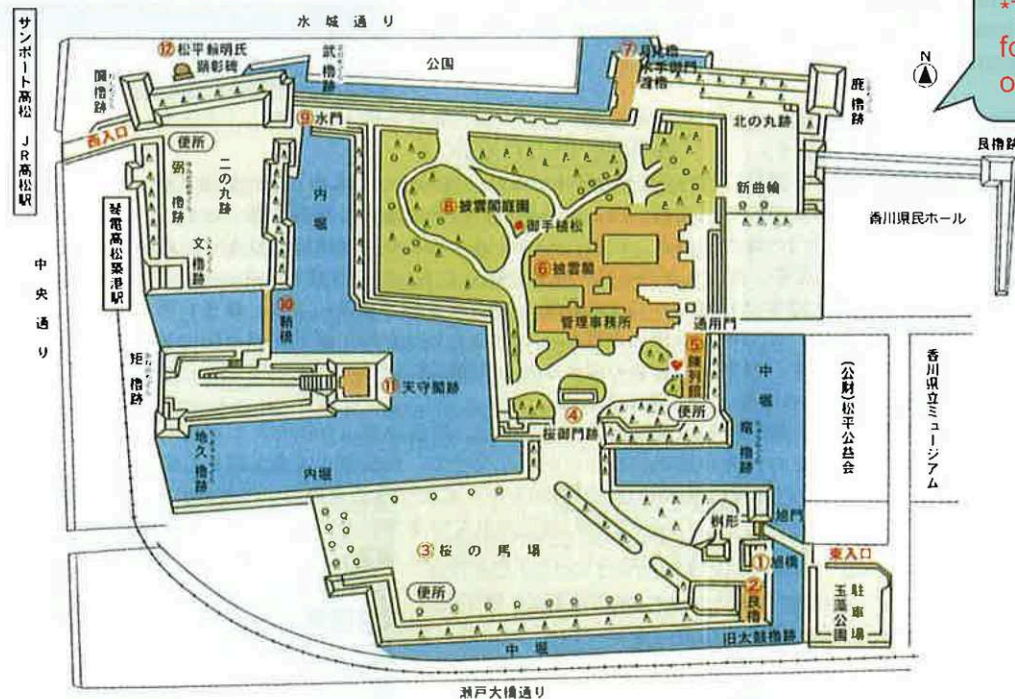 水城通り
サンポート高松 JR高松駅
⑫松平頼明氏
顕彰碑
武櫓跡
公園
⑦月見櫓
水手御門
渡櫓
N
鹿櫓跡
艮櫓跡
簾櫓跡
西入口
便所
⑨水門
北の丸跡
二の丸跡
弼櫓跡
内堀
新曲輪
香川県民ホール
⑧披雲閣庭園
御手植松
琴電高松築港駅
文櫓跡
⑥披雲閣
中央通り
管理事務所
通用門
⑩鞘橋
矩櫓跡
⑤陳列館
⑪天守閣跡
中堀
(公財)松平公益会
香川県立ミュージアム
④
便所
桜御門跡
地久櫓跡
内堀
竜櫓跡
桝形
旭門
③桜の馬場
①旭橋
東入口
②艮櫓
便所
玉藻公園
駐車場
中堀
旧太鼓櫓跡
瀬戸大橋通り